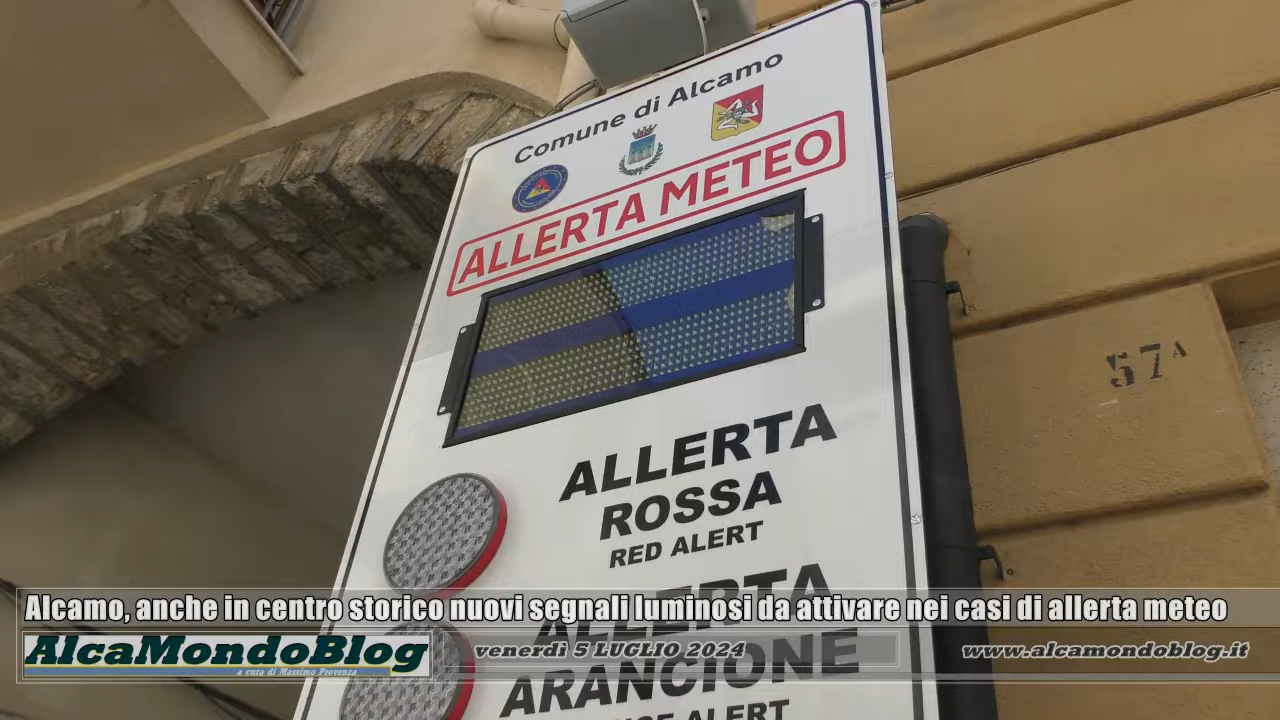 Comune di Alcamo
ALLERTA METEO
57A
ALLERTA
ROSSA
RED ALERT
ALLERTA
ARANCIONE
ALERT
Alcamo, anche in centro storico nuovi segnali luminosi da attivare nei casi di allerta meteo
AlcaMondoBlog
a cura di Massimo Provenza
venerdì 5 LUGLIO 2024
www.alcamondoblog.it